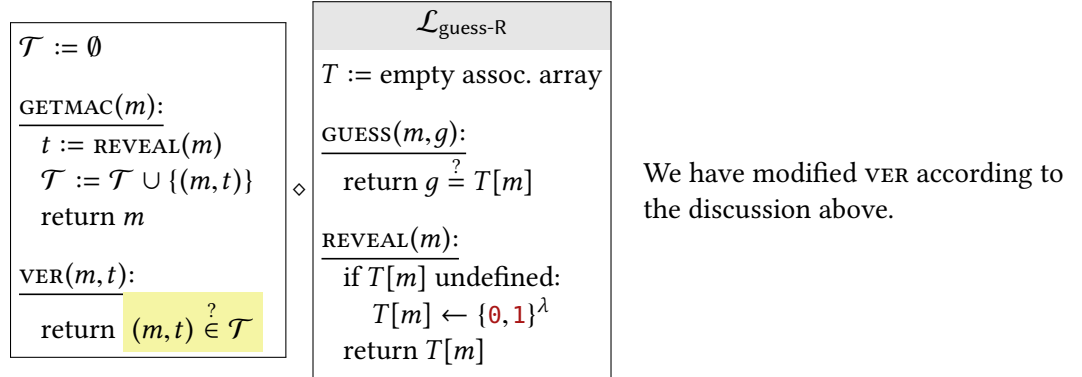 𝒯 := ∅
GETMAC(m):
t := REVEAL(m)
𝒯 := 𝒯 ∪ {(m, t)}
return m
VER(m, t):
return (m, t) ∈? 𝒯
⋄
ℒguess-R
T := empty assoc. array
GUESS(m, g):
return g ≟ T[m]
REVEAL(m):
if T[m] undefined:
T[m] ← {0, 1}^λ
return T[m]
We have modified VER according to
the discussion above.